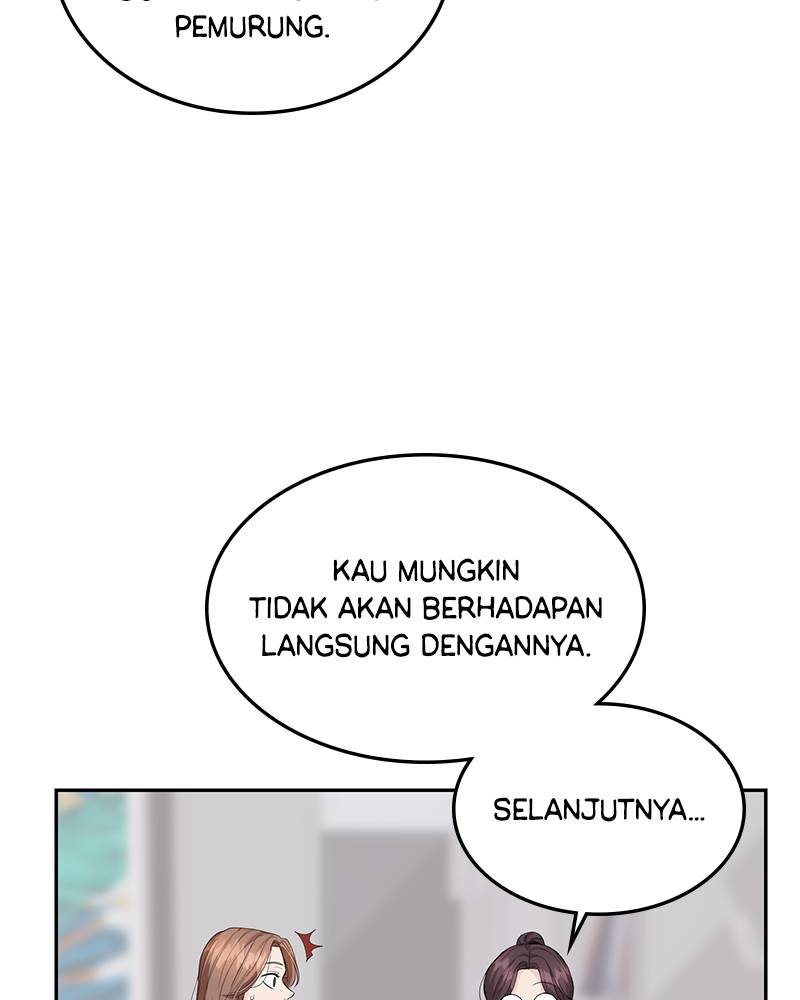 PEMURUNG.
KAU MUNGKIN
TIDAK AKAN BERHADAPAN
LANGSUNG DENGANNYA.
SELANJUTNYA...